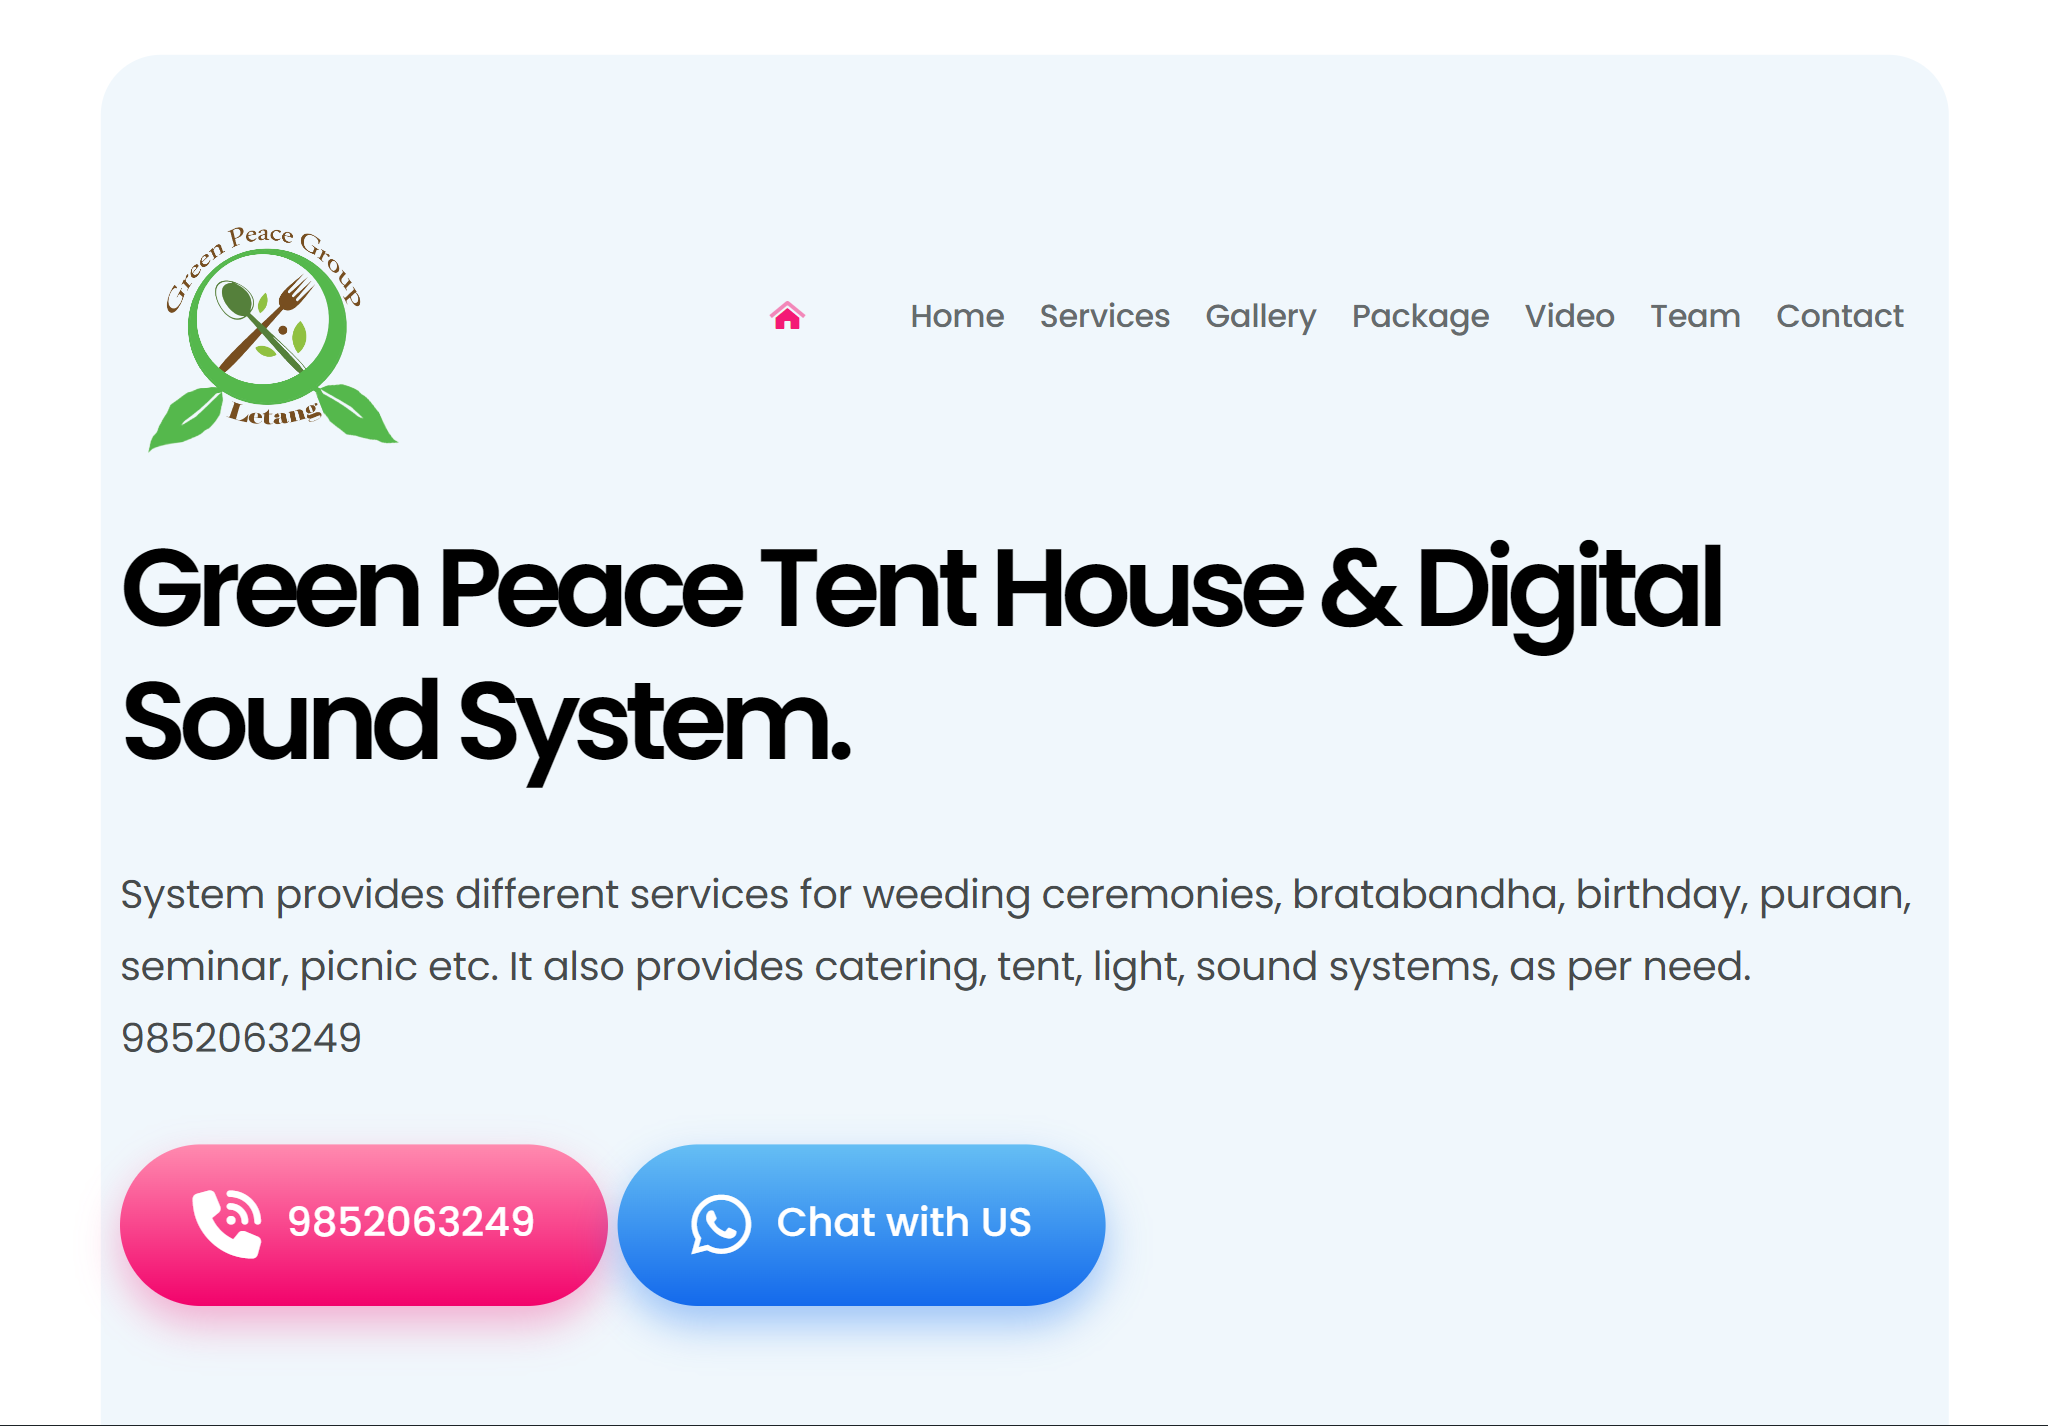 Green Peace Group
Letang
Home Services Gallery Package Video Team Contact
Green Peace Tent House & Digital
Sound System.
System provides different services for weeding ceremonies, bratabandha, birthday, puraan,
seminar, picnic etc. It also provides catering, tent, light, sound systems, as per need.
9852063249
9852063249 Chat with US